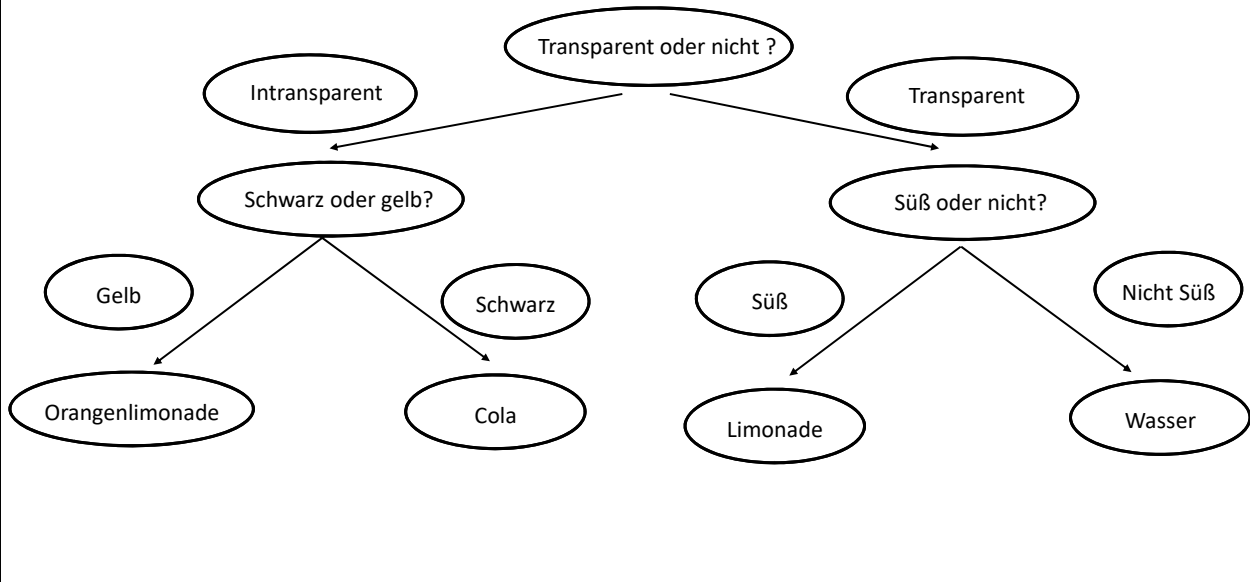 Transparent oder nicht ?
Intransparent
Transparent
Schwarz oder gelb?
Süß oder nicht?
Gelb
Schwarz
Süß
Nicht Süß
Orangenlimonade
Cola
Limonade
Wasser